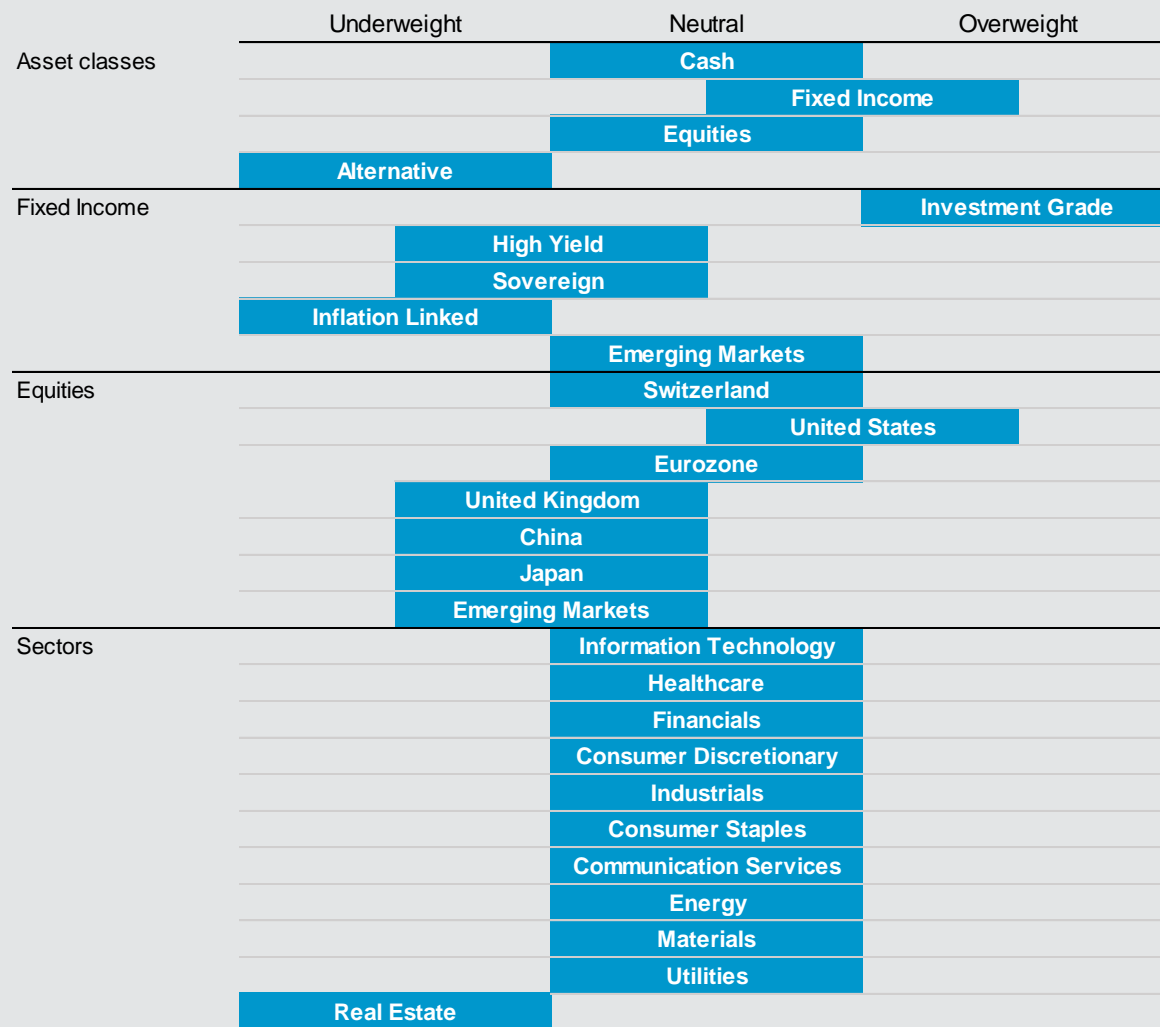 Underweight Neutral Overweight
Asset classes Cash
Fixed Income
Equities
Alternative
Fixed Income Investment Grade
High Yield
Sovereign
Inflation Linked
Emerging Markets
Equities Switzerland
United States
Eurozone
United Kingdom
China
Japan
Emerging Markets
Sectors Information Technology
Healthcare
Financials
Consumer Discretionary
Industrials
Consumer Staples
Communication Services
Energy
Materials
Utilities
Real Estate